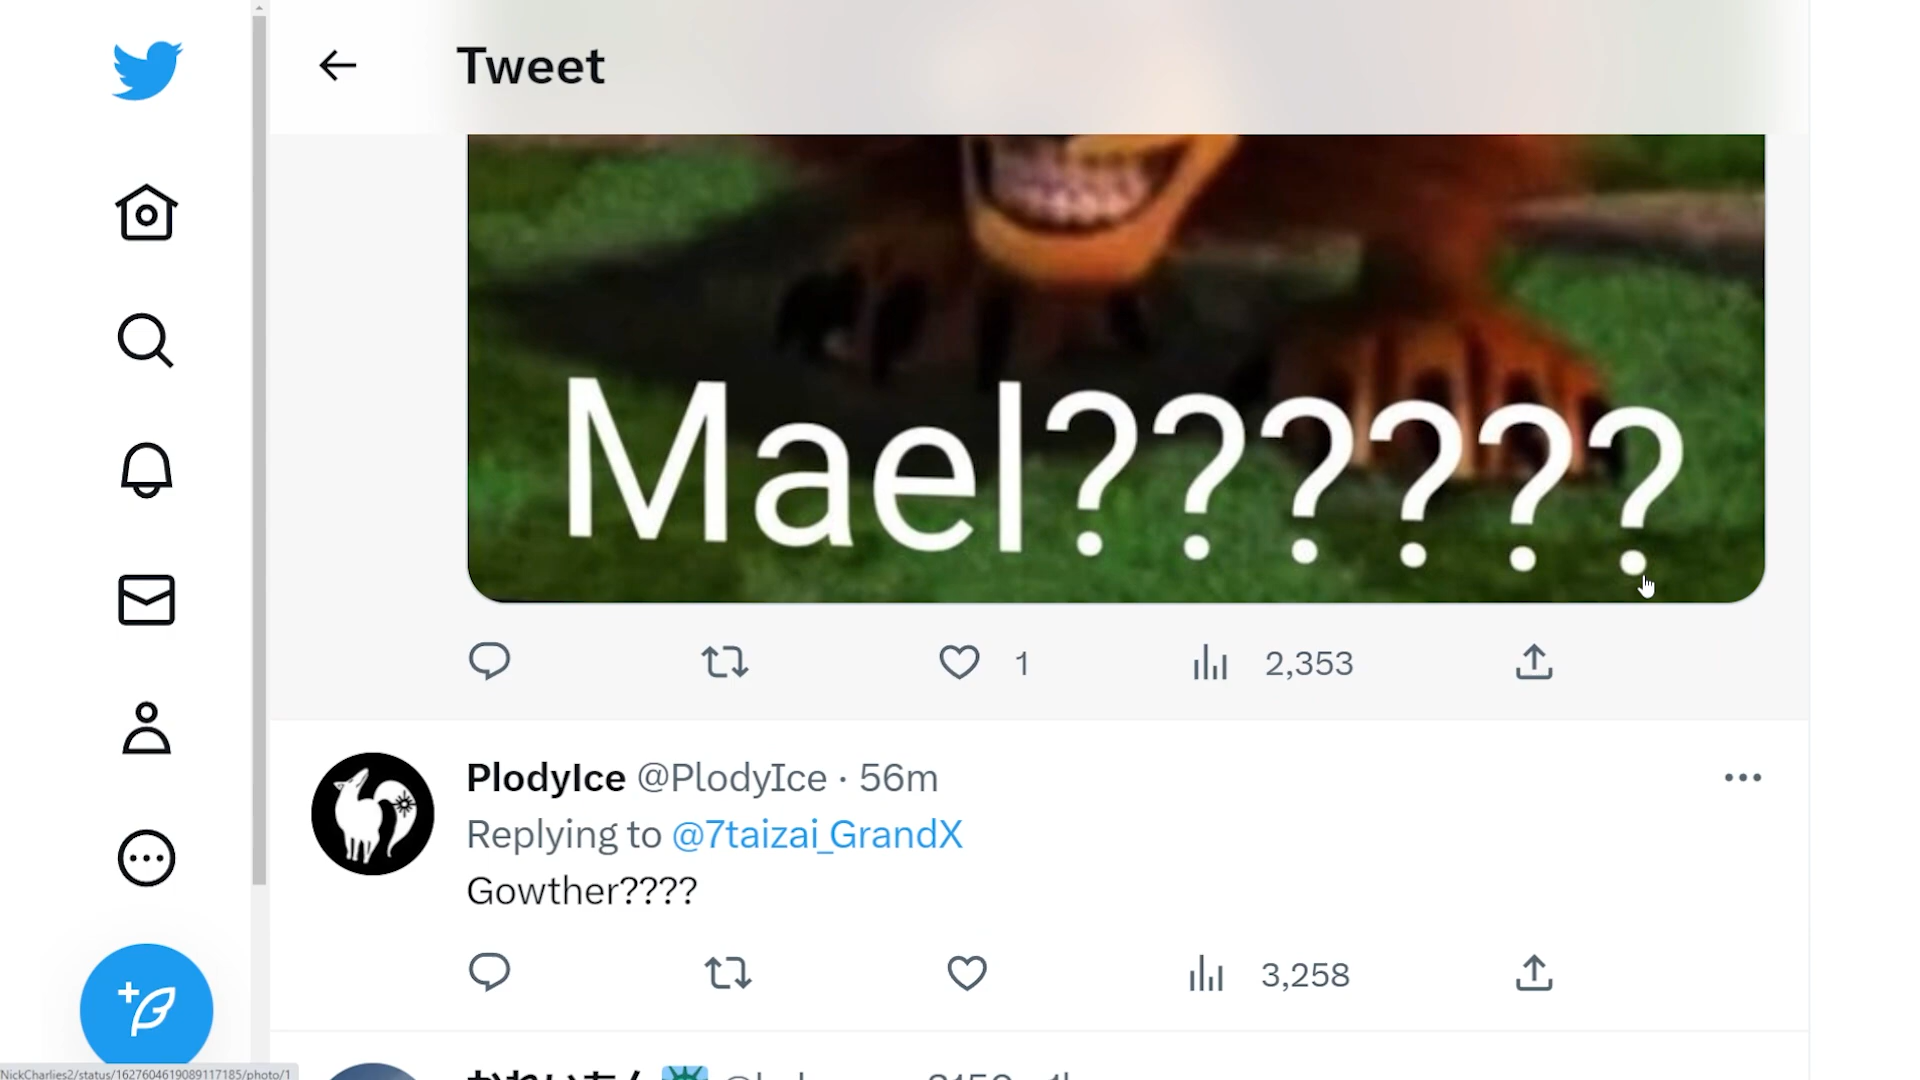 Tweet
Mael??????
1 2,353
PlodyIce @PlodyIce · 56m
Replying to @7taizai_GrandX
Gowther????
3,258
NickCharlies2/status/1627604619089117185/photo/1